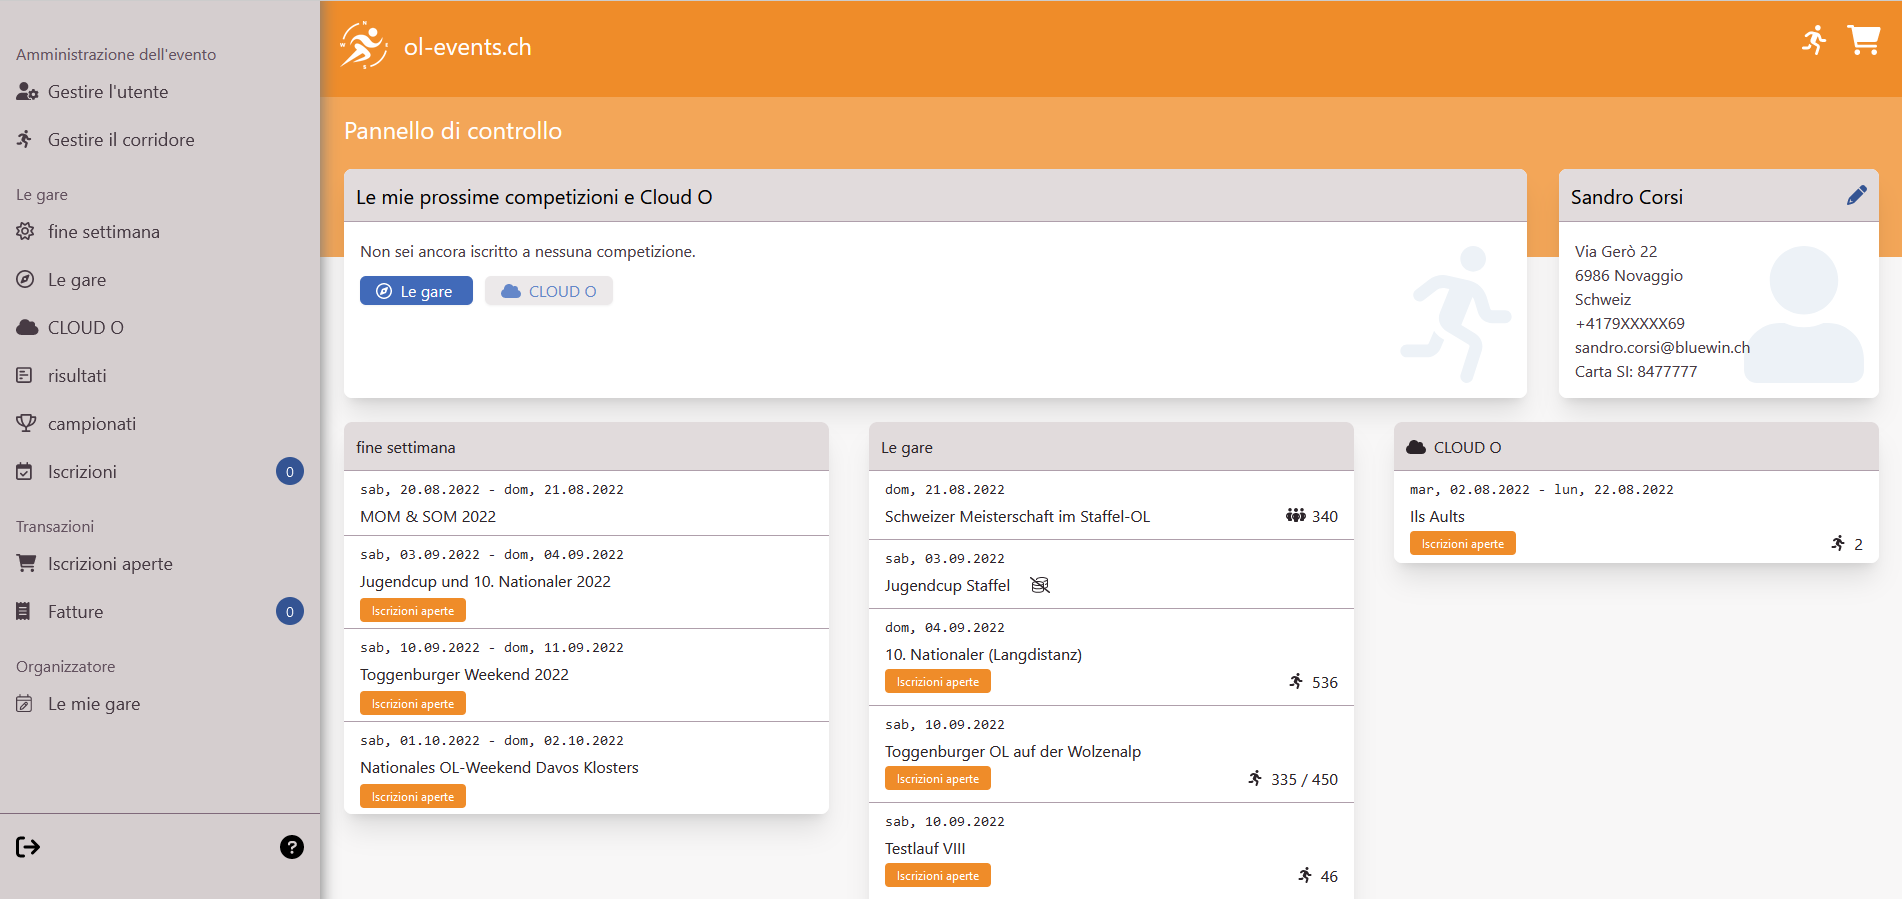 Amministrazione dell'evento
Gestire l'utente
Gestire il corridore
Le gare
fine settimana
Le gare
CLOUD O
risultati
campionati
Iscrizioni 0
Transazioni
Iscrizioni aperte
Fatture 0
Organizzatore
Le mie gare
?
N
W E
S
ol-events.ch
Pannello di controllo
Le mie prossime competizioni e Cloud O
Non sei ancora iscritto a nessuna competizione.
Le gare CLOUD O
Sandro Corsi
Via Gerò 22
6986 Novaggio
Schweiz
+4179XXXXX69
sandro.corsi@bluewin.ch
Carta SI: 8477777
fine settimana
sab, 20.08.2022 - dom, 21.08.2022
MOM & SOM 2022
sab, 03.09.2022 - dom, 04.09.2022
Jugendcup und 10. Nationaler 2022
Iscrizioni aperte
sab, 10.09.2022 - dom, 11.09.2022
Toggenburger Weekend 2022
Iscrizioni aperte
sab, 01.10.2022 - dom, 02.10.2022
Nationales OL-Weekend Davos Klosters
Iscrizioni aperte
Le gare
dom, 21.08.2022
Schweizer Meisterschaft im Staffel-OL 340
sab, 03.09.2022
Jugendcup Staffel
dom, 04.09.2022
10. Nationaler (Langdistanz)
Iscrizioni aperte 536
sab, 10.09.2022
Toggenburger OL auf der Wolzenalp
Iscrizioni aperte 335 / 450
sab, 10.09.2022
Testlauf VIII
Iscrizioni aperte 46
CLOUD O
mar, 02.08.2022 - lun, 22.08.2022
Ils Aults
Iscrizioni aperte 2